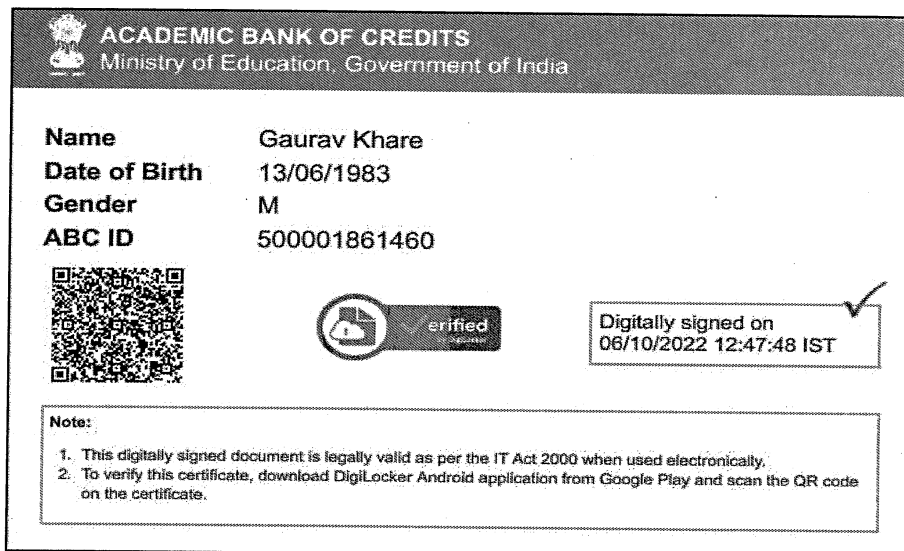 ACADEMIC BANK OF CREDITS
Ministry of Education, Government of India
Name Gaurav Khare
Date of Birth 13/06/1983
Gender M
ABC ID 500001861460
erified
Digitally signed on
06/10/2022 12:47:48 IST
Note:
1. This digitally signed document is legally valid as per the IT Act 2000 when used electronically.
2. To verify this certificate, download DigiLocker Android application from Google Play and scan the QR code
on the certificate.